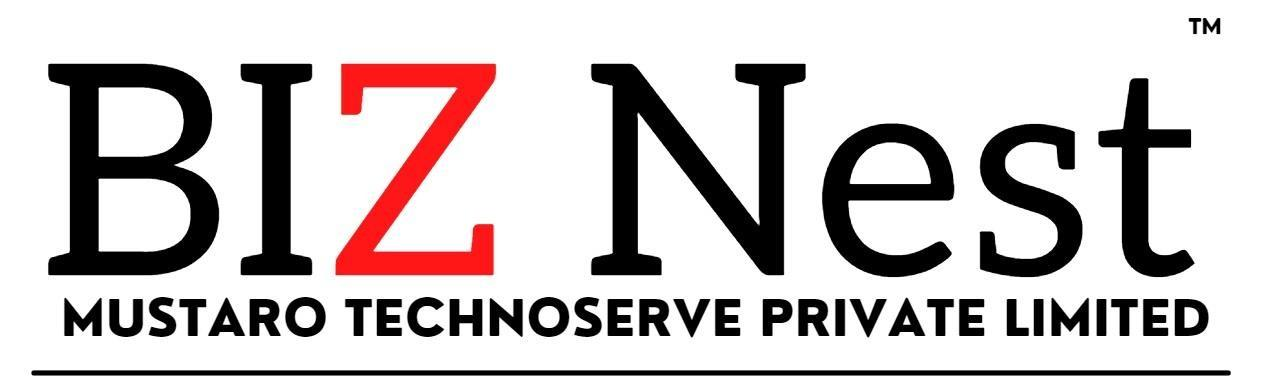 TM
BIZ Nest
MUSTARO TECHNOSERVE PRIVATE LIMITED